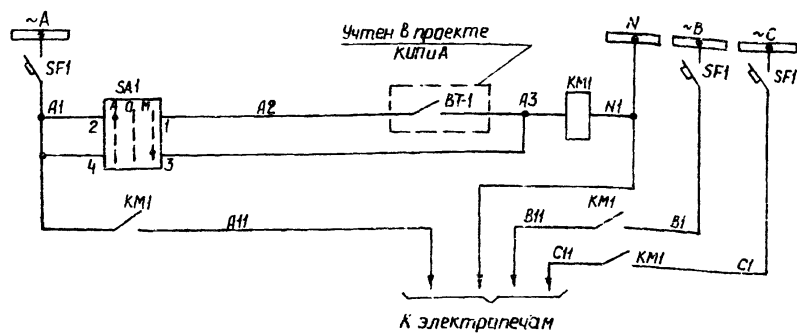 ~A
SF1
Учтен в проекте
КИПиА
N
~B
SF1
~C
SF1
SA1
A O M
A1
2
1
A2
BT-1
A3
KM1
N1
4
3
KM1
A11
B11
KM1
B1
C11
KM1
C1
К электропечам